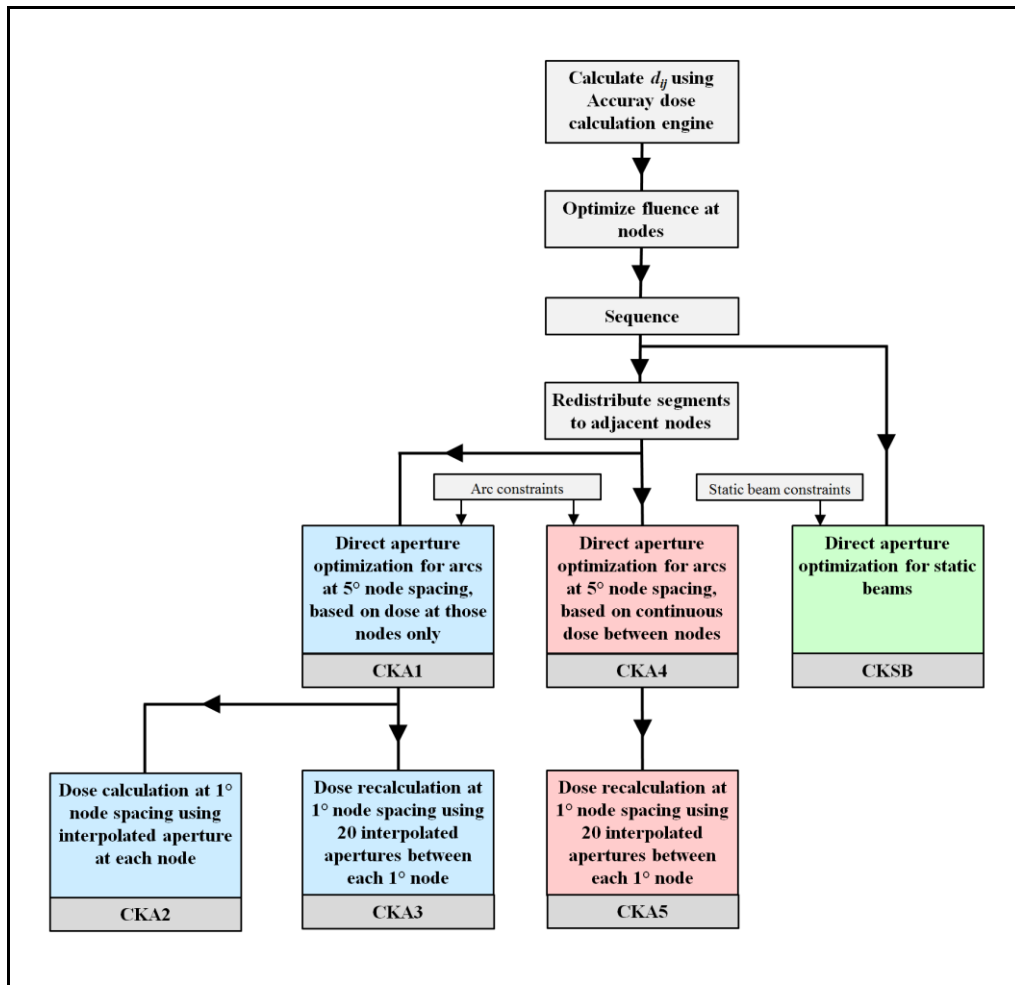 Calculate dij using
Accuray dose
calculation engine
Optimize fluence at
nodes
Sequence
Redistribute segments
to adjacent nodes
Arc constraints
Static beam constraints
Direct aperture
optimization for arcs
at 5° node spacing,
based on dose at those
nodes only
CKA1
Direct aperture
optimization for arcs
at 5° node spacing,
based on continuous
dose between nodes
CKA4
Direct aperture
optimization for static
beams
CKSB
Dose calculation at 1°
node spacing using
interpolated aperture
at each node
CKA2
Dose recalculation at
1° node spacing using
20 interpolated
apertures between
each 1° node
CKA3
Dose recalculation at
1° node spacing using
20 interpolated
apertures between
each 1° node
CKA5